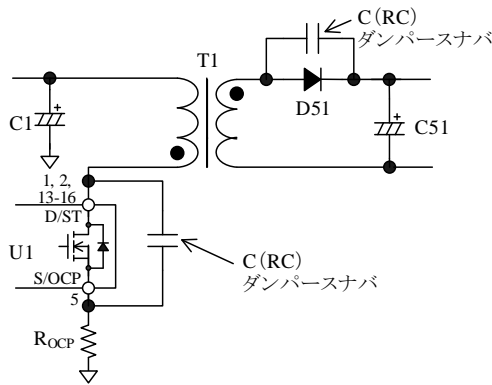 C(RC)
ダンパースナバ
T1
D51
C1
C51
1, 2,
13-16
D/ST
U1
S/OCP
5
C(RC)
ダンパースナバ
ROCP